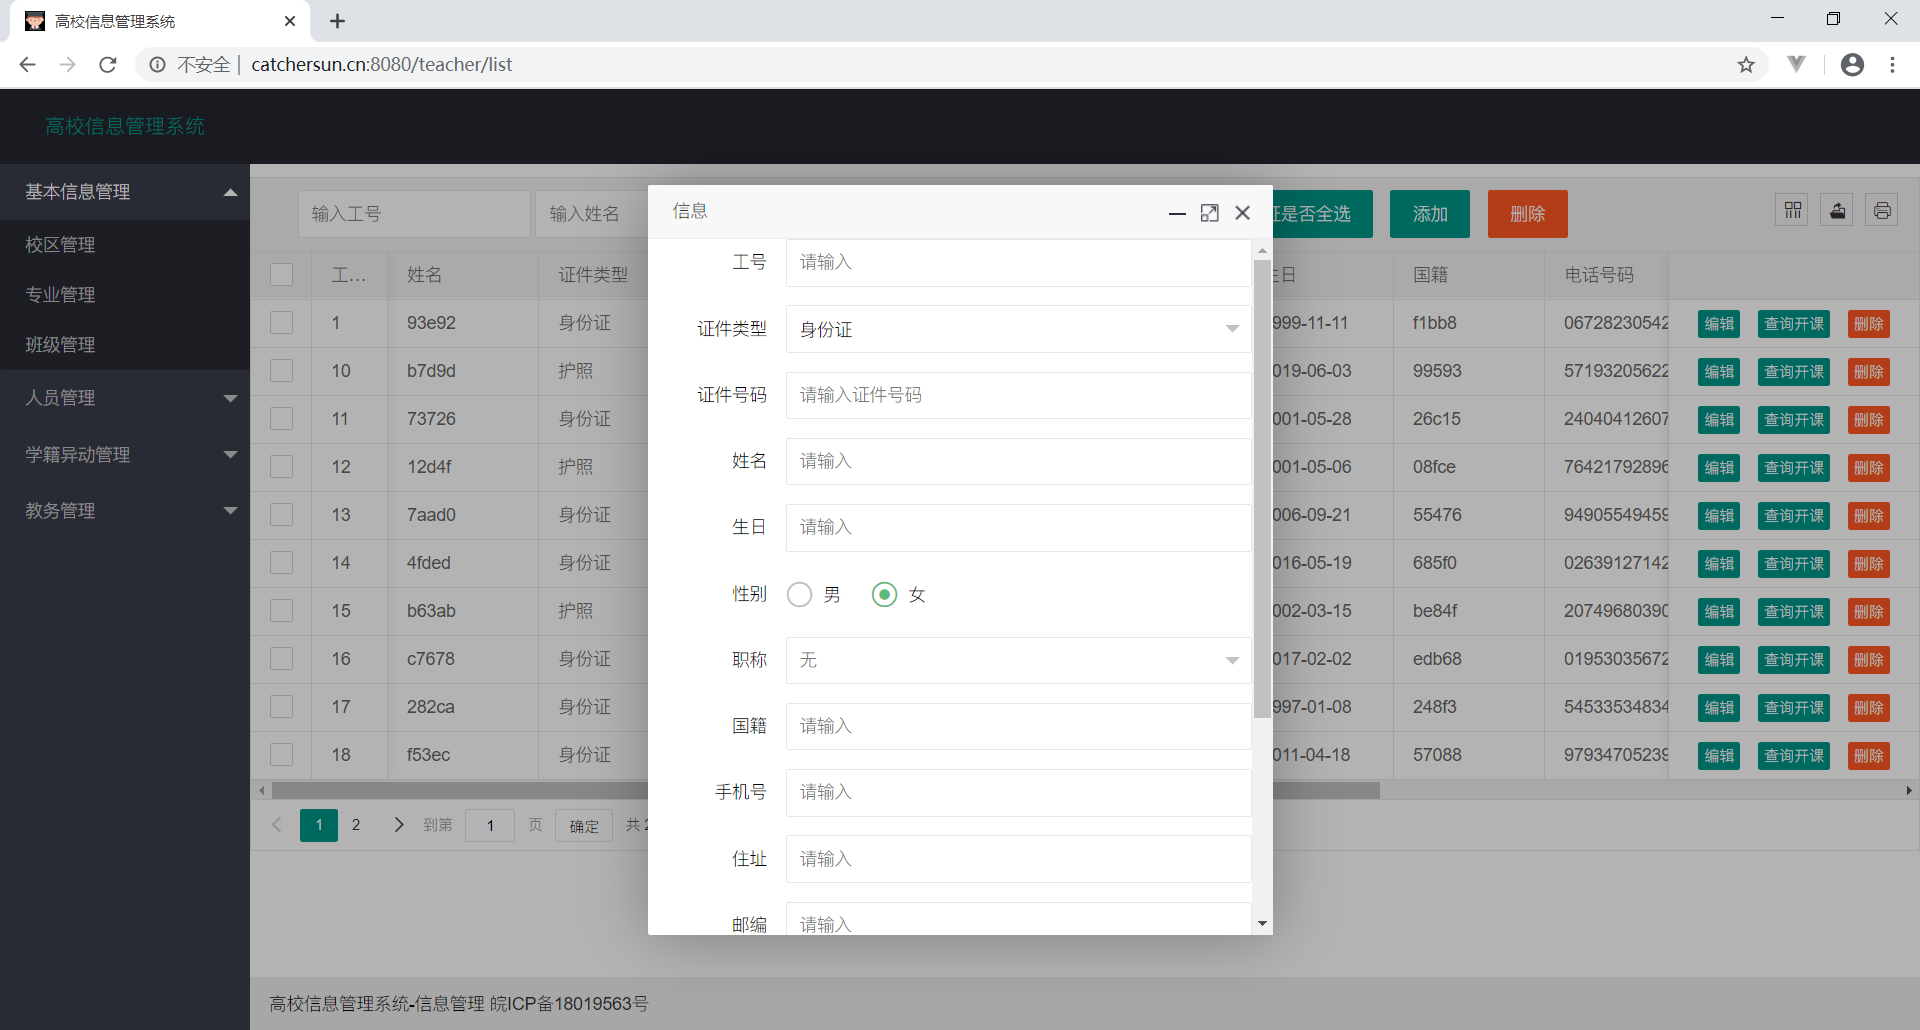 高校信息管理系统
不安全 | catchersun.cn:8080/teacher/list
高校信息管理系统
基本信息管理
校区管理
专业管理
班级管理
人员管理
学籍异动管理
教务管理
输入工号 输入姓名 是否全选 添加 删除
工... 姓名 证件类型 日 国籍 电话号码
1 93e92 身份证 999-11-11 f1bb8 06728230542 编辑 查询开课 删除
10 b7d9d 护照 019-06-03 99593 57193205622 编辑 查询开课 删除
11 73726 身份证 001-05-28 26c15 24040412607 编辑 查询开课 删除
12 12d4f 护照 001-05-06 08fce 76421792896 编辑 查询开课 删除
13 7aad0 身份证 006-09-21 55476 94905549459 编辑 查询开课 删除
14 4fded 身份证 016-05-19 685f0 02639127142 编辑 查询开课 删除
15 b63ab 护照 002-03-15 be84f 20749680390 编辑 查询开课 删除
16 c7678 身份证 017-02-02 edb68 01953035672 编辑 查询开课 删除
17 282ca 身份证 997-01-08 248f3 54533534834 编辑 查询开课 删除
18 f53ec 身份证 011-04-18 57088 97934705239 编辑 查询开课 删除
1 2 到第 1 页 确定 共
信息
工号 请输入
证件类型 身份证
证件号码 请输入证件号码
姓名 请输入
生日 请输入
性别 男 女
职称 无
国籍 请输入
手机号 请输入
住址 请输入
邮编 请输入
高校信息管理系统-信息管理 皖ICP备18019563号